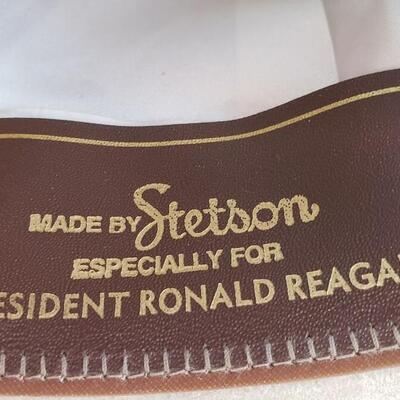 MADE BY Stetson
ESPECIALLY FOR
ESIDENT RONALD REAGA